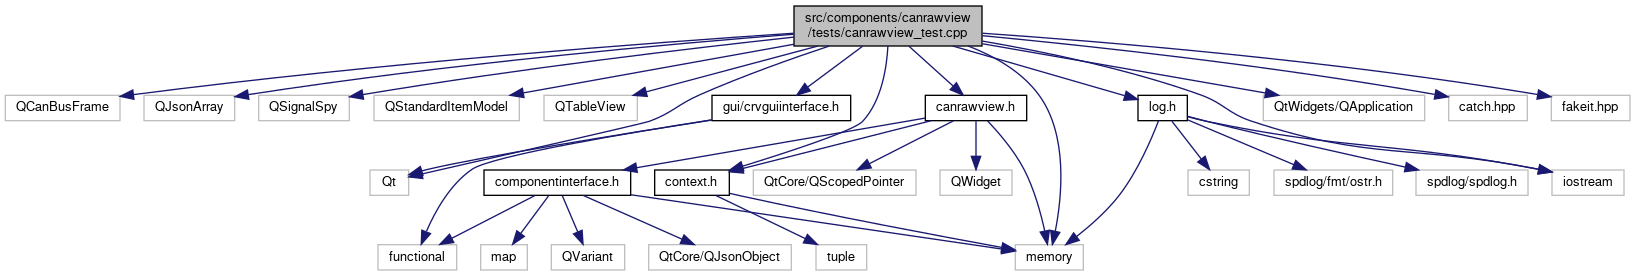 src/components/canrawview
/tests/canrawview_test.cpp
QCanBusFrame
QJsonArray
QSignalSpy
QStandardItemModel
QTableView
gui/crvguiinterface.h
canrawview.h
log.h
QtWidgets/QApplication
catch.hpp
fakeit.hpp
Qt
componentinterface.h
context.h
QtCore/QScopedPointer
QWidget
cstring
spdlog/fmt/ostr.h
spdlog/spdlog.h
iostream
functional
map
QVariant
QtCore/QJsonObject
tuple
memory